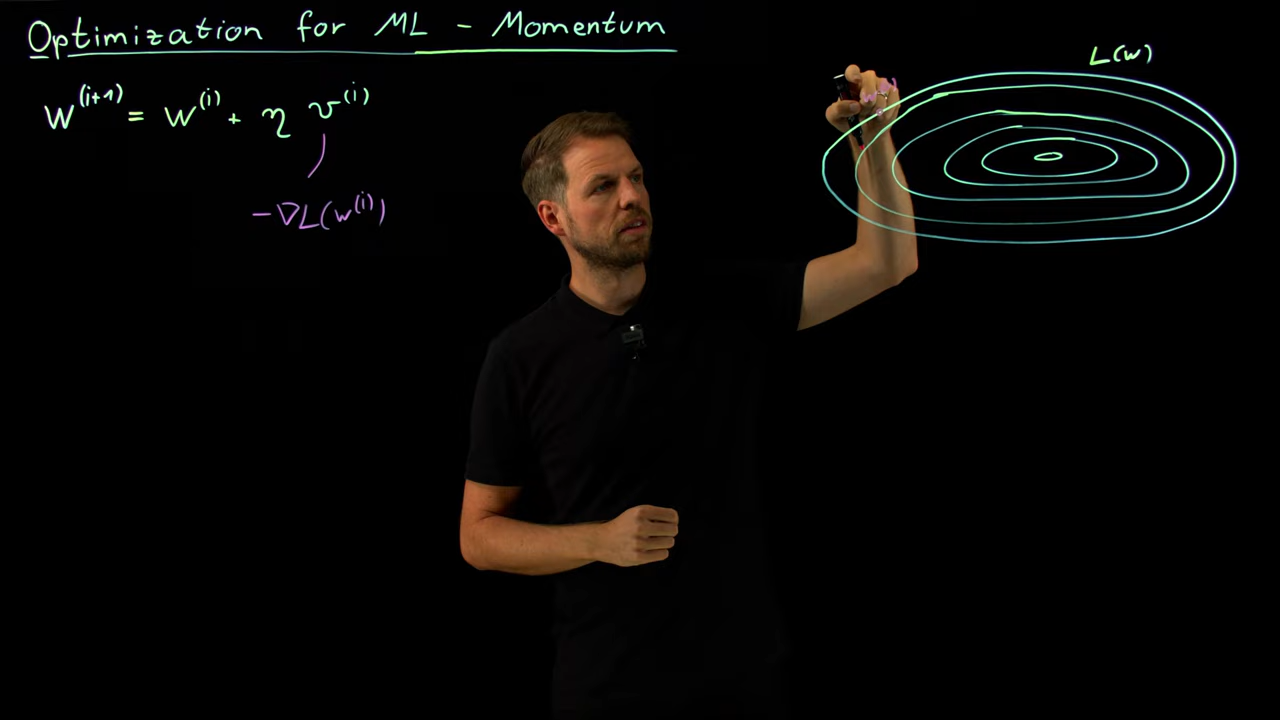 Optimization for ML - Momentum
L(w)
W^(i+1) = W^(i) + η v^(i)
-∇L(w^(i))